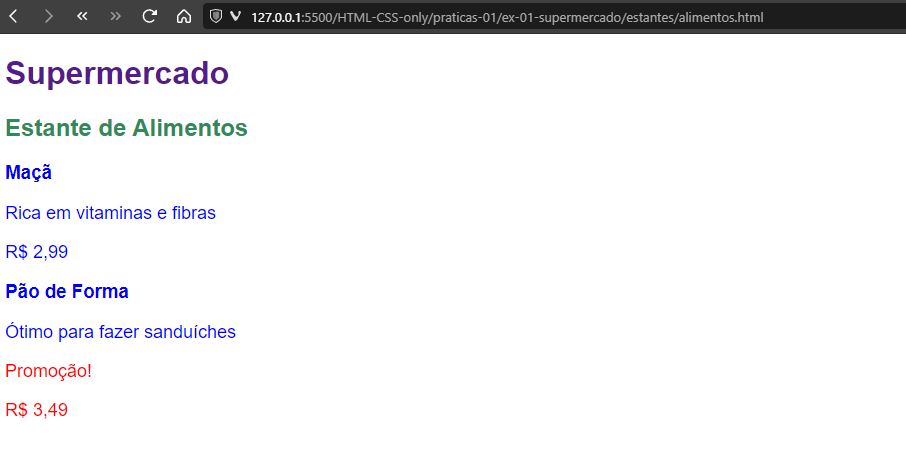 127.0.0.1:5500/HTML-CSS-only/praticas-01/ex-01-supermercado/estantes/alimentos.html
Supermercado
Estante de Alimentos
Maçã
Rica em vitaminas e fibras
R$ 2,99
Pão de Forma
Ótimo para fazer sanduíches
Promoção!
R$ 3,49